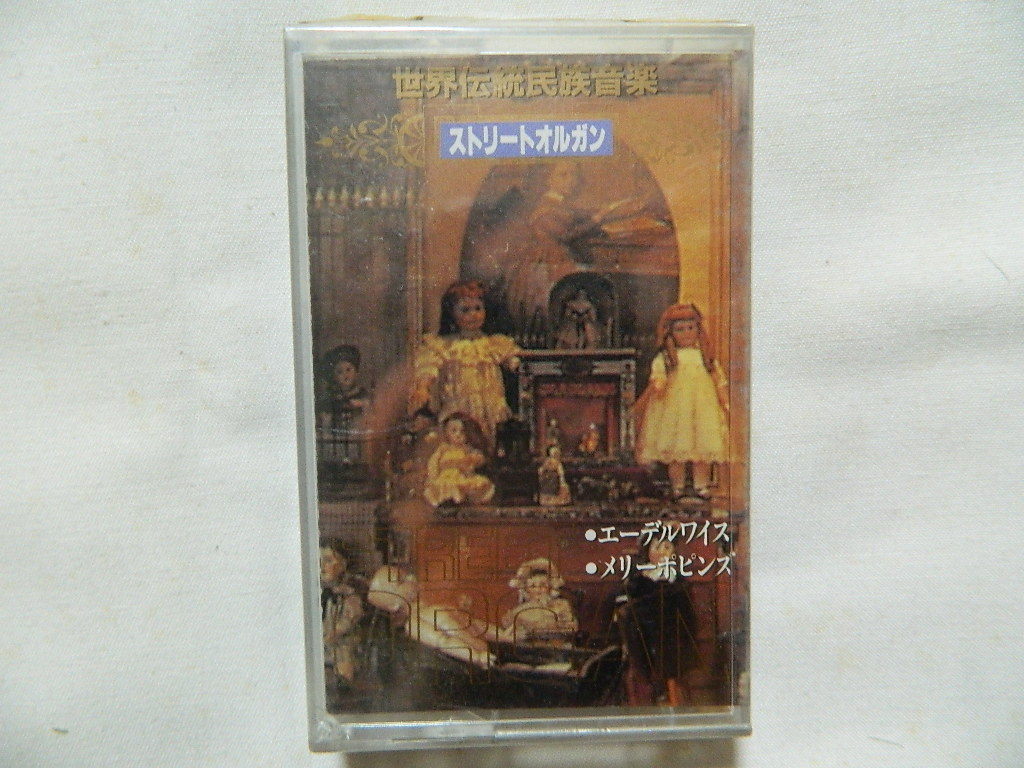 世界伝統民族音楽
ストリートオルガン
•エーデルワイス
•メリーポピンズ